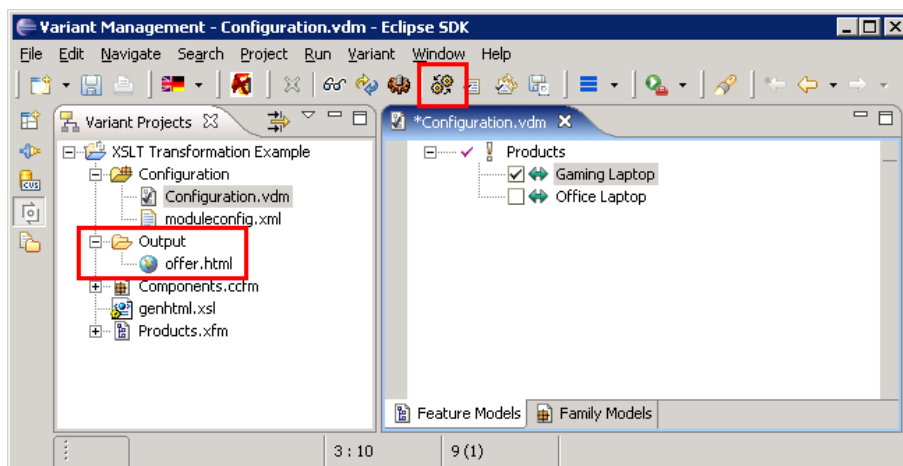 Variant Management - Configuration.vdm - Eclipse SDK
File Edit Navigate Search Project Run Variant Window Help
Variant Projects
*Configuration.vdm
XSLT Transformation Example
Configuration
Configuration.vdm
moduleconfig.xml
Output
offer.html
Components.ccfm
genhtml.xsl
Products.xfm
CVS
Products
Gaming Laptop
Office Laptop
Feature Models
Family Models
3 : 10
9 (1)